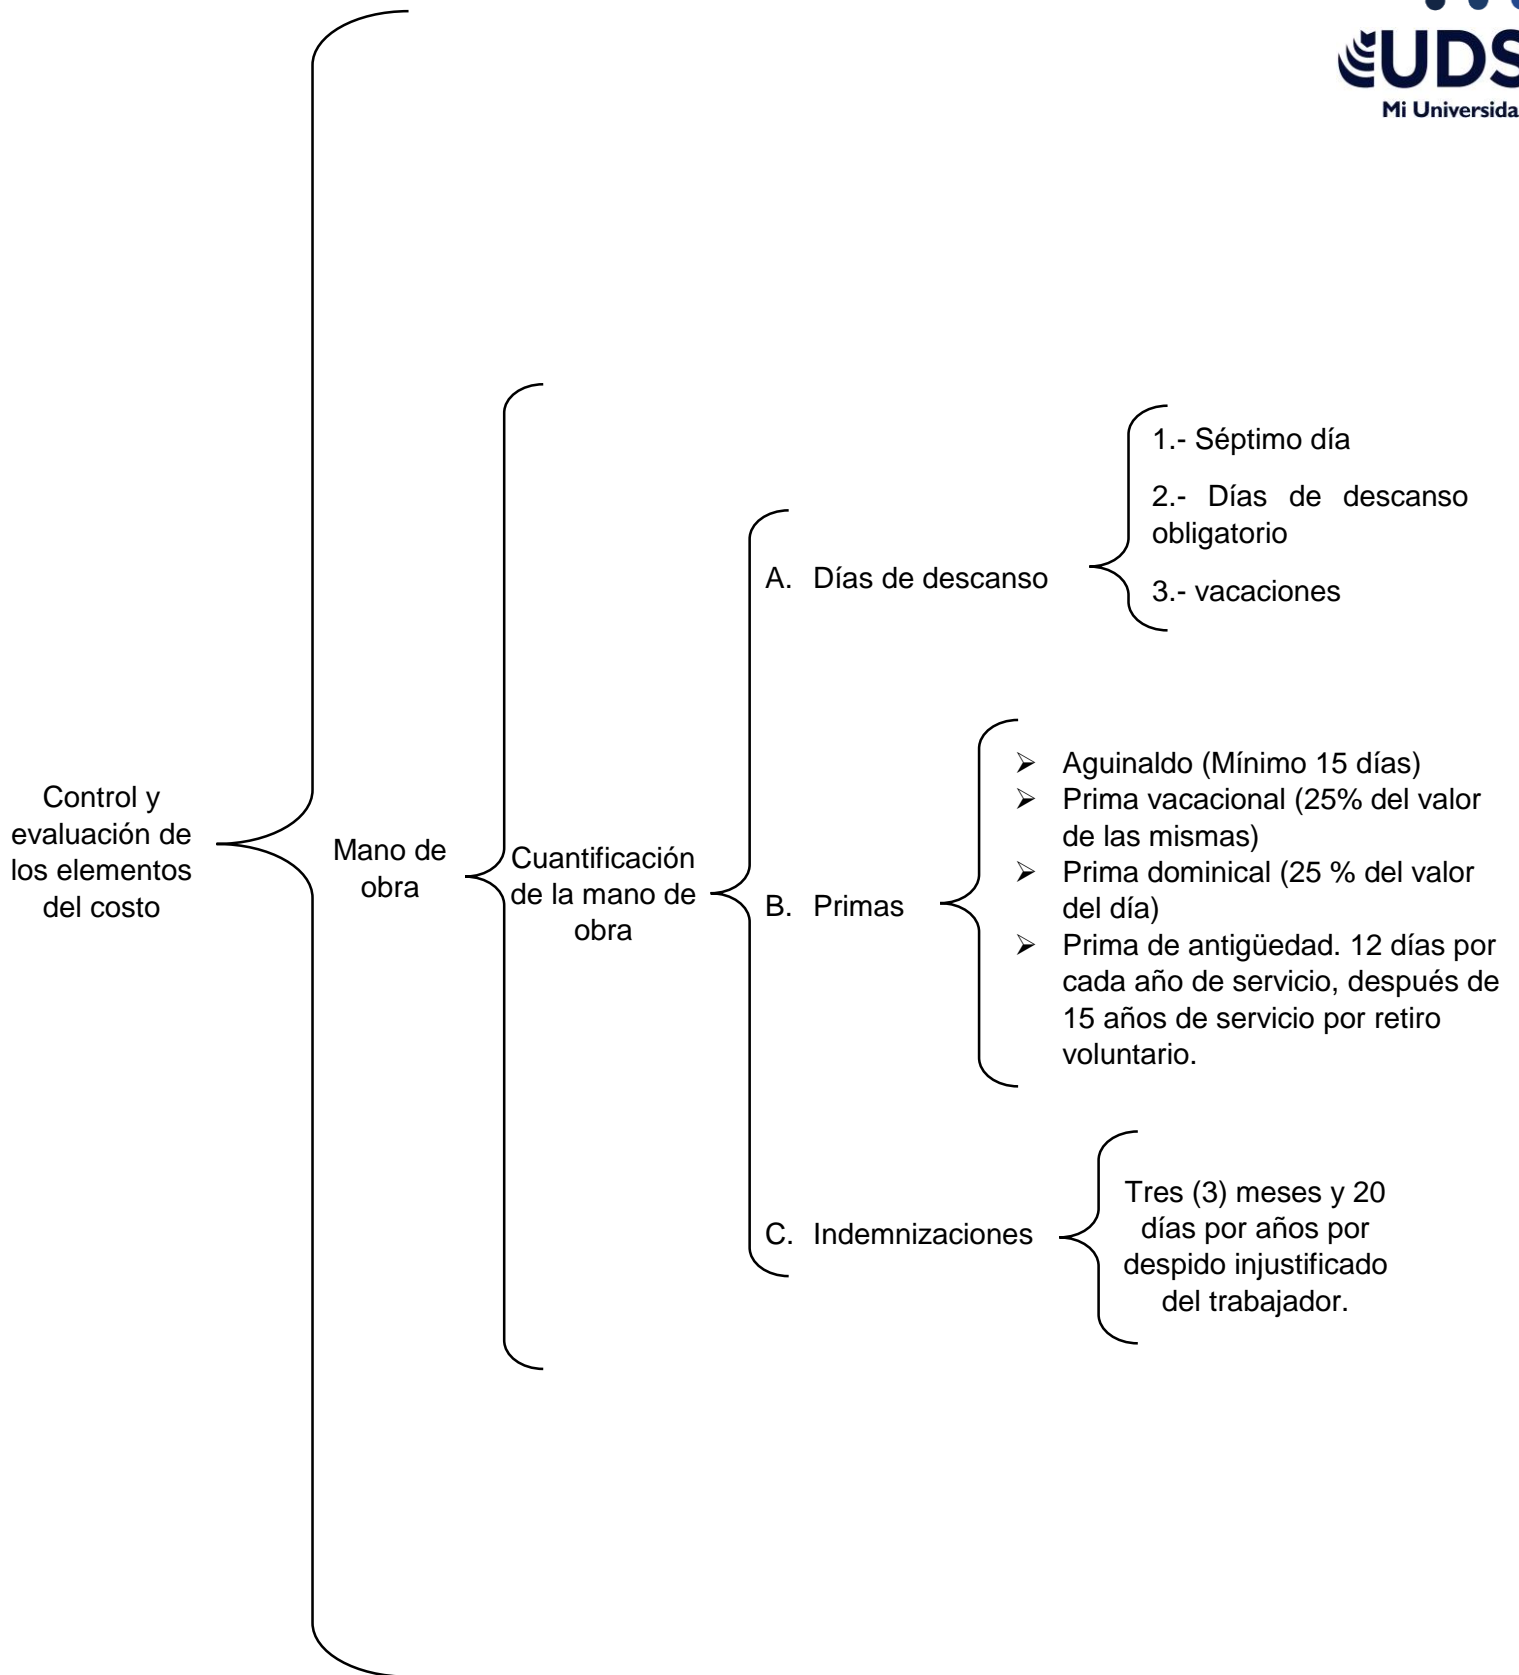 UDS
Mi Universida
Control y
evaluación de
los elementos
del costo
Mano de
obra
Cuantificación
de la mano de
obra
A. Días de descanso
1.- Séptimo día
2.- Días de descanso
obligatorio
3.- vacaciones
B. Primas
➢ Aguinaldo (Mínimo 15 días)
➢ Prima vacacional (25% del valor
de las mismas)
➢ Prima dominical (25 % del valor
del día)
➢ Prima de antigüedad. 12 días por
cada año de servicio, después de
15 años de servicio por retiro
voluntario.
C. Indemnizaciones
Tres (3) meses y 20
días por años por
despido injustificado
del trabajador.